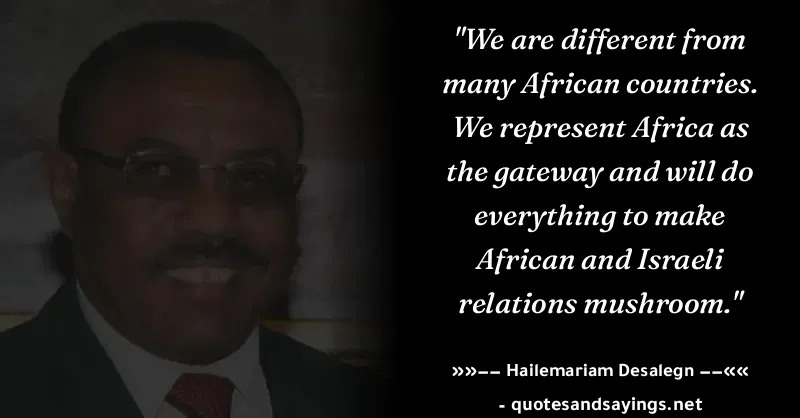 "We are different from
many African countries.
We represent Africa as
the gateway and will do
everything to make
African and Israeli
relations mushroom."
»»-- Hailemariam Desalegn --««
- quotesandsayings.net